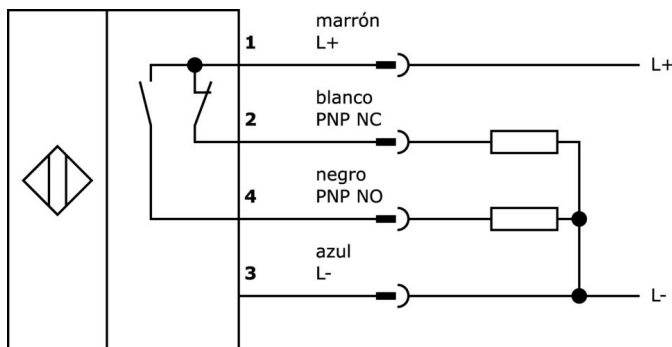 marrón
1 L+
L+
blanco
2 PNP NC
negro
4 PNP NO
azul
3 L-
L-